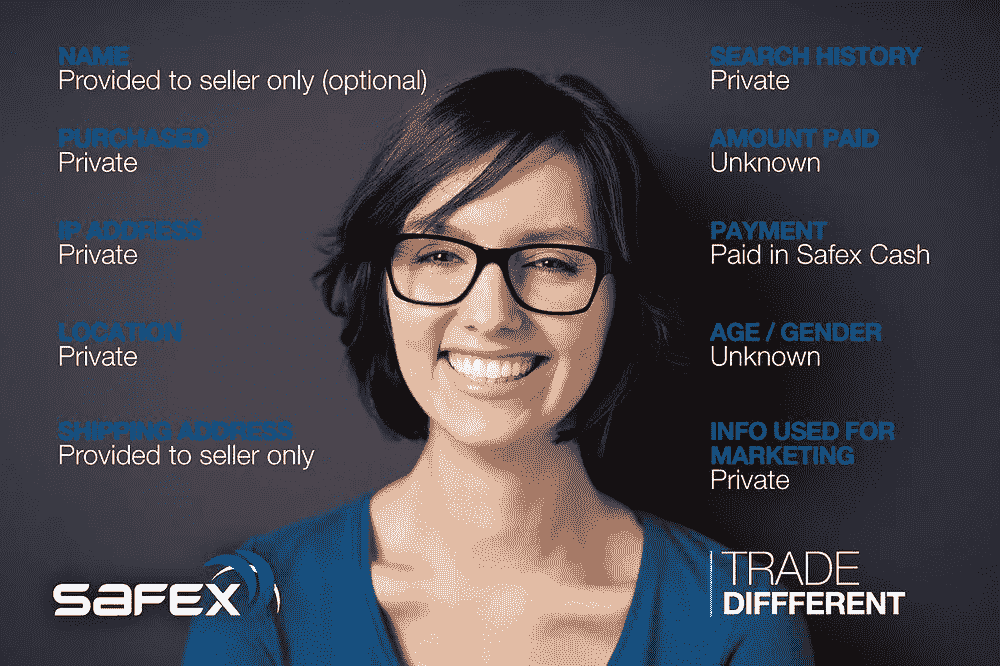 NAME
Provided to seller only (optional)
PURCHASED
Private
IP ADDRESS
Private
LOCATION
Private
SHIPPING ADDRESS
Provided to seller only
SEARCH HISTORY
Private
AMOUNT PAID
Unknown
PAYMENT
Paid in Safex Cash
AGE / GENDER
Unknown
INFO USED FOR
MARKETING
Private
SAFEX
TRADE
DIFFFERENT